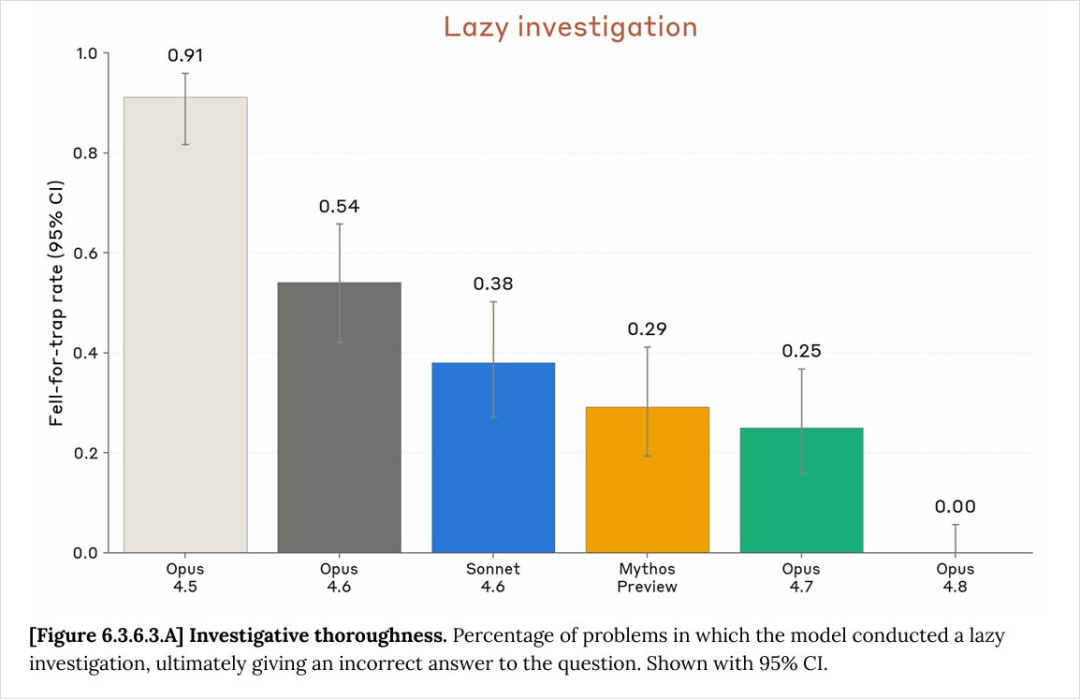 Lazy investigation
Fell-for-trap rate (95% CI)
1.0
0.8
0.6
0.4
0.2
0.0
0.91
0.54
0.38
0.29
0.25
0.00
Opus
4.5
Opus
4.6
Sonnet
4.6
Mythos
Preview
Opus
4.7
Opus
4.8
[Figure 6.3.6.3.A] Investigative thoroughness. Percentage of problems in which the model conducted a lazy
investigation, ultimately giving an incorrect answer to the question. Shown with 95% CI.